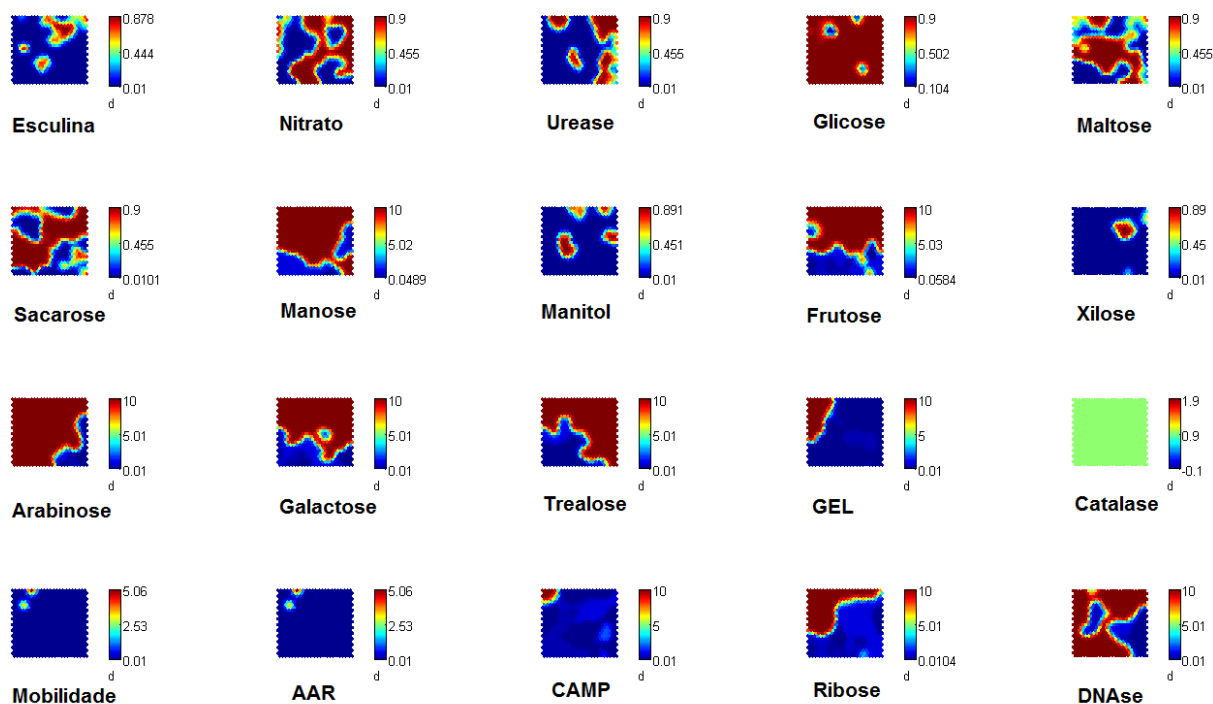 0.878
0.444
0.01
d
Esculina
0.9
0.455
0.01
d
Nitrato
0.9
0.455
0.01
d
Urease
0.9
0.502
0.104
d
Glicose
0.9
0.455
0.01
d
Maltose
0.9
0.455
0.0101
d
Sacarose
10
5.02
0.0489
d
Manose
0.891
0.451
0.01
d
Manitol
10
5.03
0.0584
d
Frutose
0.89
0.45
0.01
d
Xilose
10
5.01
0.01
d
Arabinose
10
5.01
0.01
d
Galactose
10
5.01
0.01
d
Trealose
10
5
0.01
d
GEL
1.9
0.9
-0.1
d
Catalase
5.06
2.53
0.01
d
Mobilidade
5.06
2.53
0.01
d
AAR
10
5
0.01
d
CAMP
10
5.01
0.0104
d
Ribose
10
5.01
0.01
d
DNAse